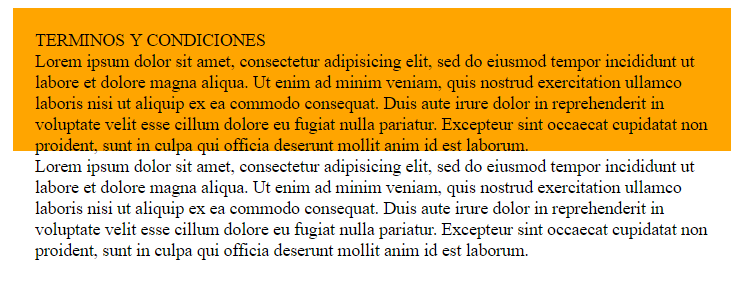 TERMINOS Y CONDICIONES
Lorem ipsum dolor sit amet, consectetur adipisicing elit, sed do eiusmod tempor incididunt ut
labore et dolore magna aliqua. Ut enim ad minim veniam, quis nostrud exercitation ullamco
laboris nisi ut aliquip ex ea commodo consequat. Duis aute irure dolor in reprehenderit in
voluptate velit esse cillum dolore eu fugiat nulla pariatur. Excepteur sint occaecat cupidatat non
proident, sunt in culpa qui officia deserunt mollit anim id est laborum.
Lorem ipsum dolor sit amet, consectetur adipisicing elit, sed do eiusmod tempor incididunt ut
labore et dolore magna aliqua. Ut enim ad minim veniam, quis nostrud exercitation ullamco
laboris nisi ut aliquip ex ea commodo consequat. Duis aute irure dolor in reprehenderit in
voluptate velit esse cillum dolore eu fugiat nulla pariatur. Excepteur sint occaecat cupidatat non
proident, sunt in culpa qui officia deserunt mollit anim id est laborum.